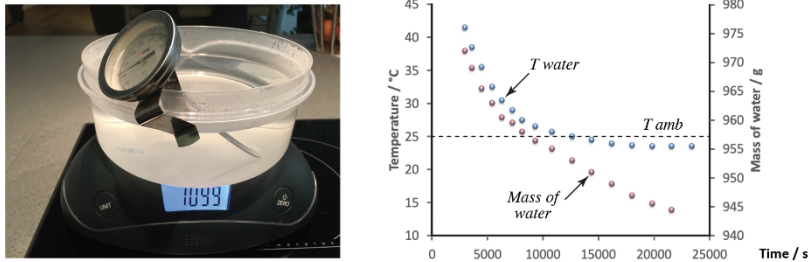 1099
UNIT
ZERO
45
40
35
30
25
20
15
10
Temperature / °C
980
975
970
965
960
955
950
945
940
Mass of water / g
T water
T amb
Mass of
water
0
5000
10000
15000
20000
25000
Time / s